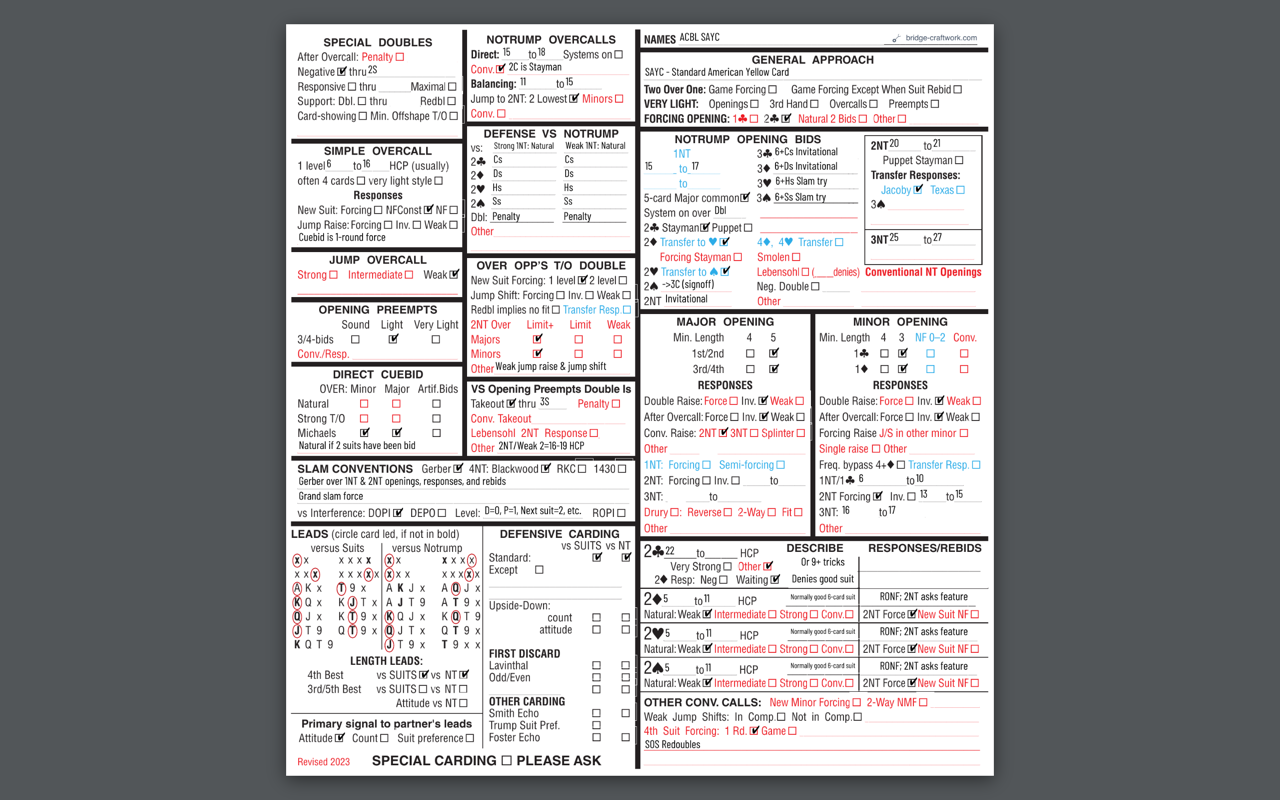 SPECIAL DOUBLES
After Overcall: Penalty
Negative thru 2S
Responsive thru Maximal
Support: Dbl. thru Redbl
Card-showing Min. Offshape T/O
SIMPLE OVERCALL
1 level 6 to 16 HCP (usually)
often 4 cards very light style
Responses
New Suit: Forcing NFConst NF
Jump Raise: Forcing Inv. Weak
Cuebid is 1-round force
JUMP OVERCALL
Strong Intermediate Weak
OPENING PREEMPTS
Sound Light Very Light
3/4-bids
Conv./Resp.
DIRECT CUEBID
OVER: Minor Major Artif.Bids
Natural
Strong T/O
Michaels
Natural if 2 suits have been bid
NOTRUMP OVERCALLS
Direct: 15 to 18 Systems on
Conv. 2C is Stayman
Balancing: 11 to 15
Jump to 2NT: 2 Lowest Minors
Conv.
DEFENSE VS NOTRUMP
vs: Strong 1NT: Natural Weak 1NT: Natural
2♣ Cs Cs
2♦ Ds Ds
2♥ Hs Hs
2♠ Ss Ss
Dbl: Penalty Penalty
Other
OVER OPP'S T/O DOUBLE
New Suit Forcing: 1 level 2 level
Jump Shift: Forcing Inv. Weak
Redbl implies no fit Transfer Resp.
2NT Over Limit+ Limit Weak
Majors
Minors
Other Weak jump raise & jump shift
VS Opening Preempts Double Is
Takeout thru 3S Penalty
Conv. Takeout
Lebensohl 2NT Response
Other 2NT/Weak 2=16-19 HCP
SLAM CONVENTIONS Gerber 4NT: Blackwood RKC 1430
Gerber over 1NT & 2NT openings, responses, and rebids
Grand slam force
vs Interference: DOPI DEPO Level: D=0, P=1, Next suit=2, etc. ROPI
LEADS (circle card led, if not in bold)
versus Suits versus Notrump
x x x x x x x x x x x x
x x x x x x x x x x x x x x x
A K x T 9 x A K J x A Q J x
K Q x K J T x A J T 9 A T 9 x
Q J x K T 9 x K Q J x K Q T 9
J T 9 Q T 9 x Q J T x Q T 9 x
K Q T 9 J T 9 x T 9 x x
LENGTH LEADS:
4th Best vs SUITS vs NT
3rd/5th Best vs SUITS vs NT
Attitude vs NT
Primary signal to partner's leads
Attitude Count Suit preference
DEFENSIVE CARDING
vs SUITS vs NT
Standard:
Except
Upside-Down:
count
attitude
FIRST DISCARD
Lavinthal
Odd/Even
OTHER CARDING
Smith Echo
Trump Suit Pref.
Foster Echo
Revised 2023 SPECIAL CARDING PLEASE ASK
NAMES ACBL SAYC bridge-craftwork.com
GENERAL APPROACH
SAYC - Standard American Yellow Card
Two Over One: Game Forcing Game Forcing Except When Suit Rebid
VERY LIGHT: Openings 3rd Hand Overcalls Preempts
FORCING OPENING: 1♣ 2♣ Natural 2 Bids Other
NOTRUMP OPENING BIDS
1NT
15 to 17
to
5-card Major common
System on over Dbl
2♣ Stayman Puppet
2♦ Transfer to ♥
Forcing Stayman
2♥ Transfer to ♠
2♠ ->3C (signoff)
2NT Invitational
3♣ 6+Cs Invitational
3♦ 6+Ds Invitational
3♥ 6+Hs Slam try
3♠ 6+Ss Slam try
4♦, 4♥ Transfer
Smolen
Lebensohl (____denies)
Neg. Double
Other
2NT 20 to 21
Puppet Stayman
Transfer Responses:
Jacoby Texas
3♠
3NT 25 to 27
Conventional NT Openings
MAJOR OPENING
Min. Length 4 5
1st/2nd
3rd/4th
RESPONSES
Double Raise: Force Inv. Weak
After Overcall: Force Inv. Weak
Conv. Raise: 2NT 3NT Splinter
Other
1NT: Forcing Semi-forcing
2NT: Forcing Inv. to
3NT: to
Drury: Reverse 2-Way Fit
Other
MINOR OPENING
Min. Length 4 3 NF 0–2 Conv.
1♣
1♦
RESPONSES
Double Raise: Force Inv. Weak
After Overcall: Force Inv. Weak
Forcing Raise J/S in other minor
Single raise Other
Freq. bypass 4+♦ Transfer Resp.
1NT/1♣ 6 to 10
2NT Forcing Inv. 13 to 15
3NT: 16 to 17
Other
DESCRIBE RESPONSES/REBIDS
2♣ 22 to HCP Or 9+ tricks
Very Strong Other
2♦ Resp: Neg Waiting Denies good suit
2♦ 5 to 11 HCP Normally good 6-card suit RONF; 2NT asks feature
Natural: Weak Intermediate Strong Conv. 2NT Force New Suit NF
2♥ 5 to 11 HCP Normally good 6-card suit RONF; 2NT asks feature
Natural: Weak Intermediate Strong Conv. 2NT Force New Suit NF
2♠ 5 to 11 HCP Normally good 6-card suit RONF; 2NT asks feature
Natural: Weak Intermediate Strong Conv. 2NT Force New Suit NF
OTHER CONV. CALLS: New Minor Forcing 2-Way NMF
Weak Jump Shifts: In Comp. Not in Comp.
4th Suit Forcing: 1 Rd. Game
SOS Redoubles